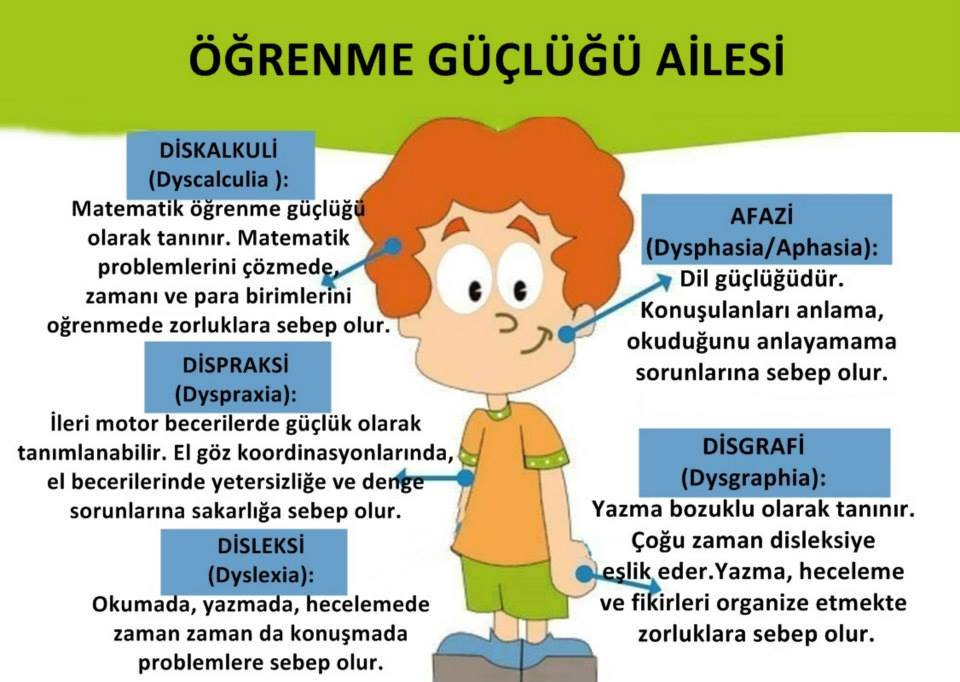 ÖĞRENME GÜÇLÜĞÜ AİLESİ
DİSKALKULİ
(Dyscalculia ):
Matematik öğrenme güçlüğü
olarak tanınır. Matematik
problemlerini çözmede,
zamanı ve para birimlerini
öğrenmede zorluklara sebep olur.
DİSPRAKSİ
(Dyspraxia):
İleri motor becerilerde güçlük olarak
tanımlanabilir. El göz koordinasyonlarında,
el becerilerinde yetersizliğe ve denge
sorunlarına sakarlığa sebep olur.
DİSLEKSİ
(Dyslexia):
Okumada, yazmada, hecelemede
zaman zaman da konuşmada
problemlere sebep olur.
AFAZİ
(Dysphasia/Aphasia):
Dil güçlüğüdür.
Konuşulanları anlama,
okuduğunu anlayamama
sorunlarına sebep olur.
DİSGRAFİ
(Dysgraphia):
Yazma bozuklu olarak tanınır.
Çoğu zaman disleksiye
eşlik eder.Yazma, heceleme
ve fikirleri organize etmekte
zorluklara sebep olur.